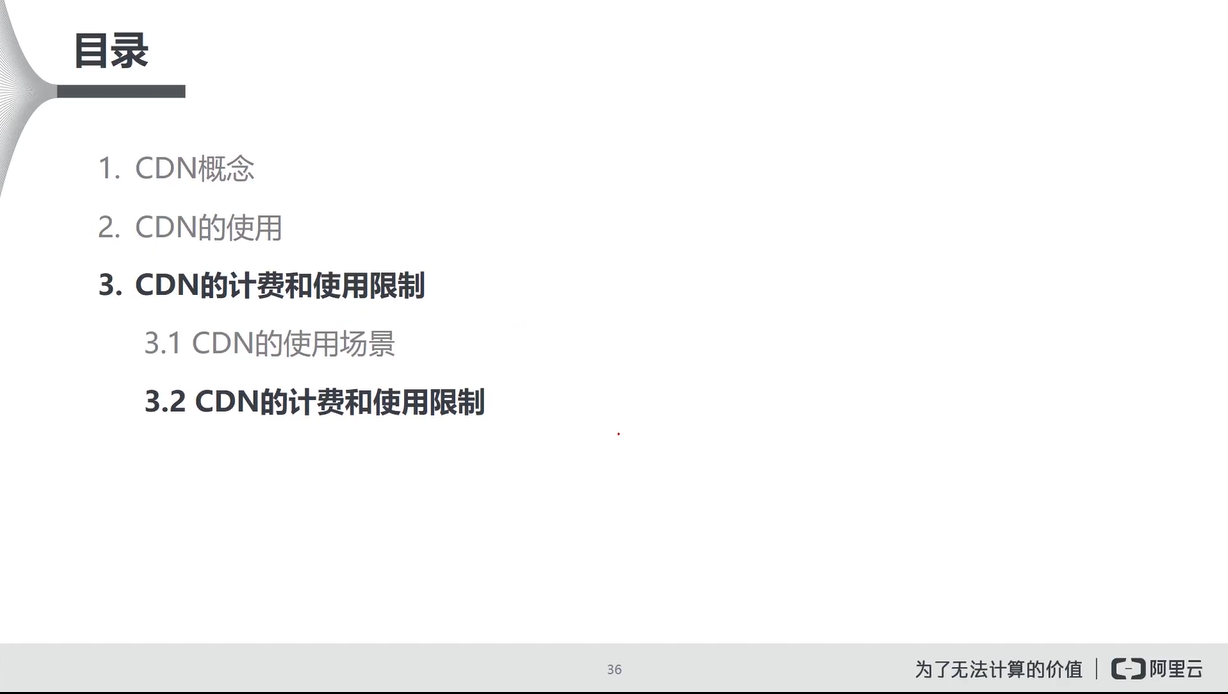 目录
1. CDN概念
2. CDN的使用
3. CDN的计费和使用限制
3.1 CDN的使用场景
3.2 CDN的计费和使用限制
36
为了无法计算的价值 | 阿里云